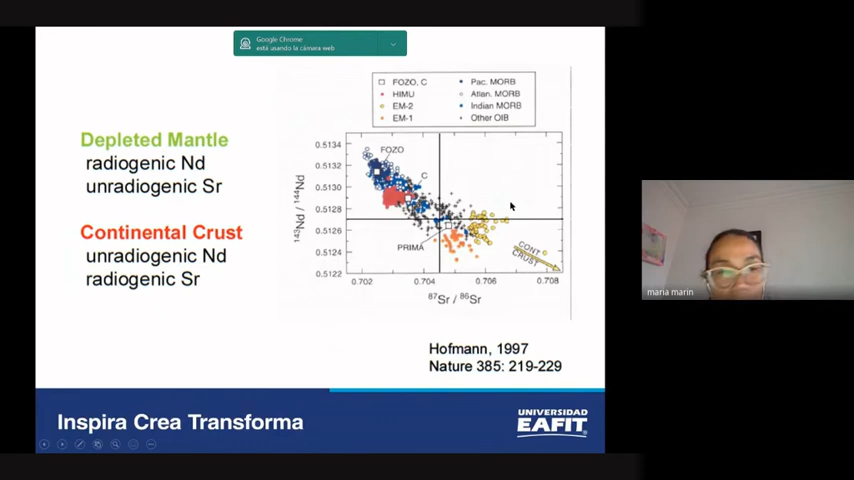 Google Chrome
está usando la cámara web
FOZO, C
HIMU
EM-2
EM-1
Pac. MORB
Atlan. MORB
Indian MORB
Other OIB
Depleted Mantle
radiogenic Nd
unradiogenic Sr
Continental Crust
unradiogenic Nd
radiogenic Sr
143Nd / 144Nd
0.5134
0.5132
0.5130
0.5128
0.5126
0.5124
0.5122
FOZO
C
PRIMA
CONT
CRUST
0.702
0.704
0.706
0.708
87Sr / 86Sr
maria marin
Hofmann, 1997
Nature 385: 219-229
Inspira Crea Transforma
UNIVERSIDAD
EAFIT